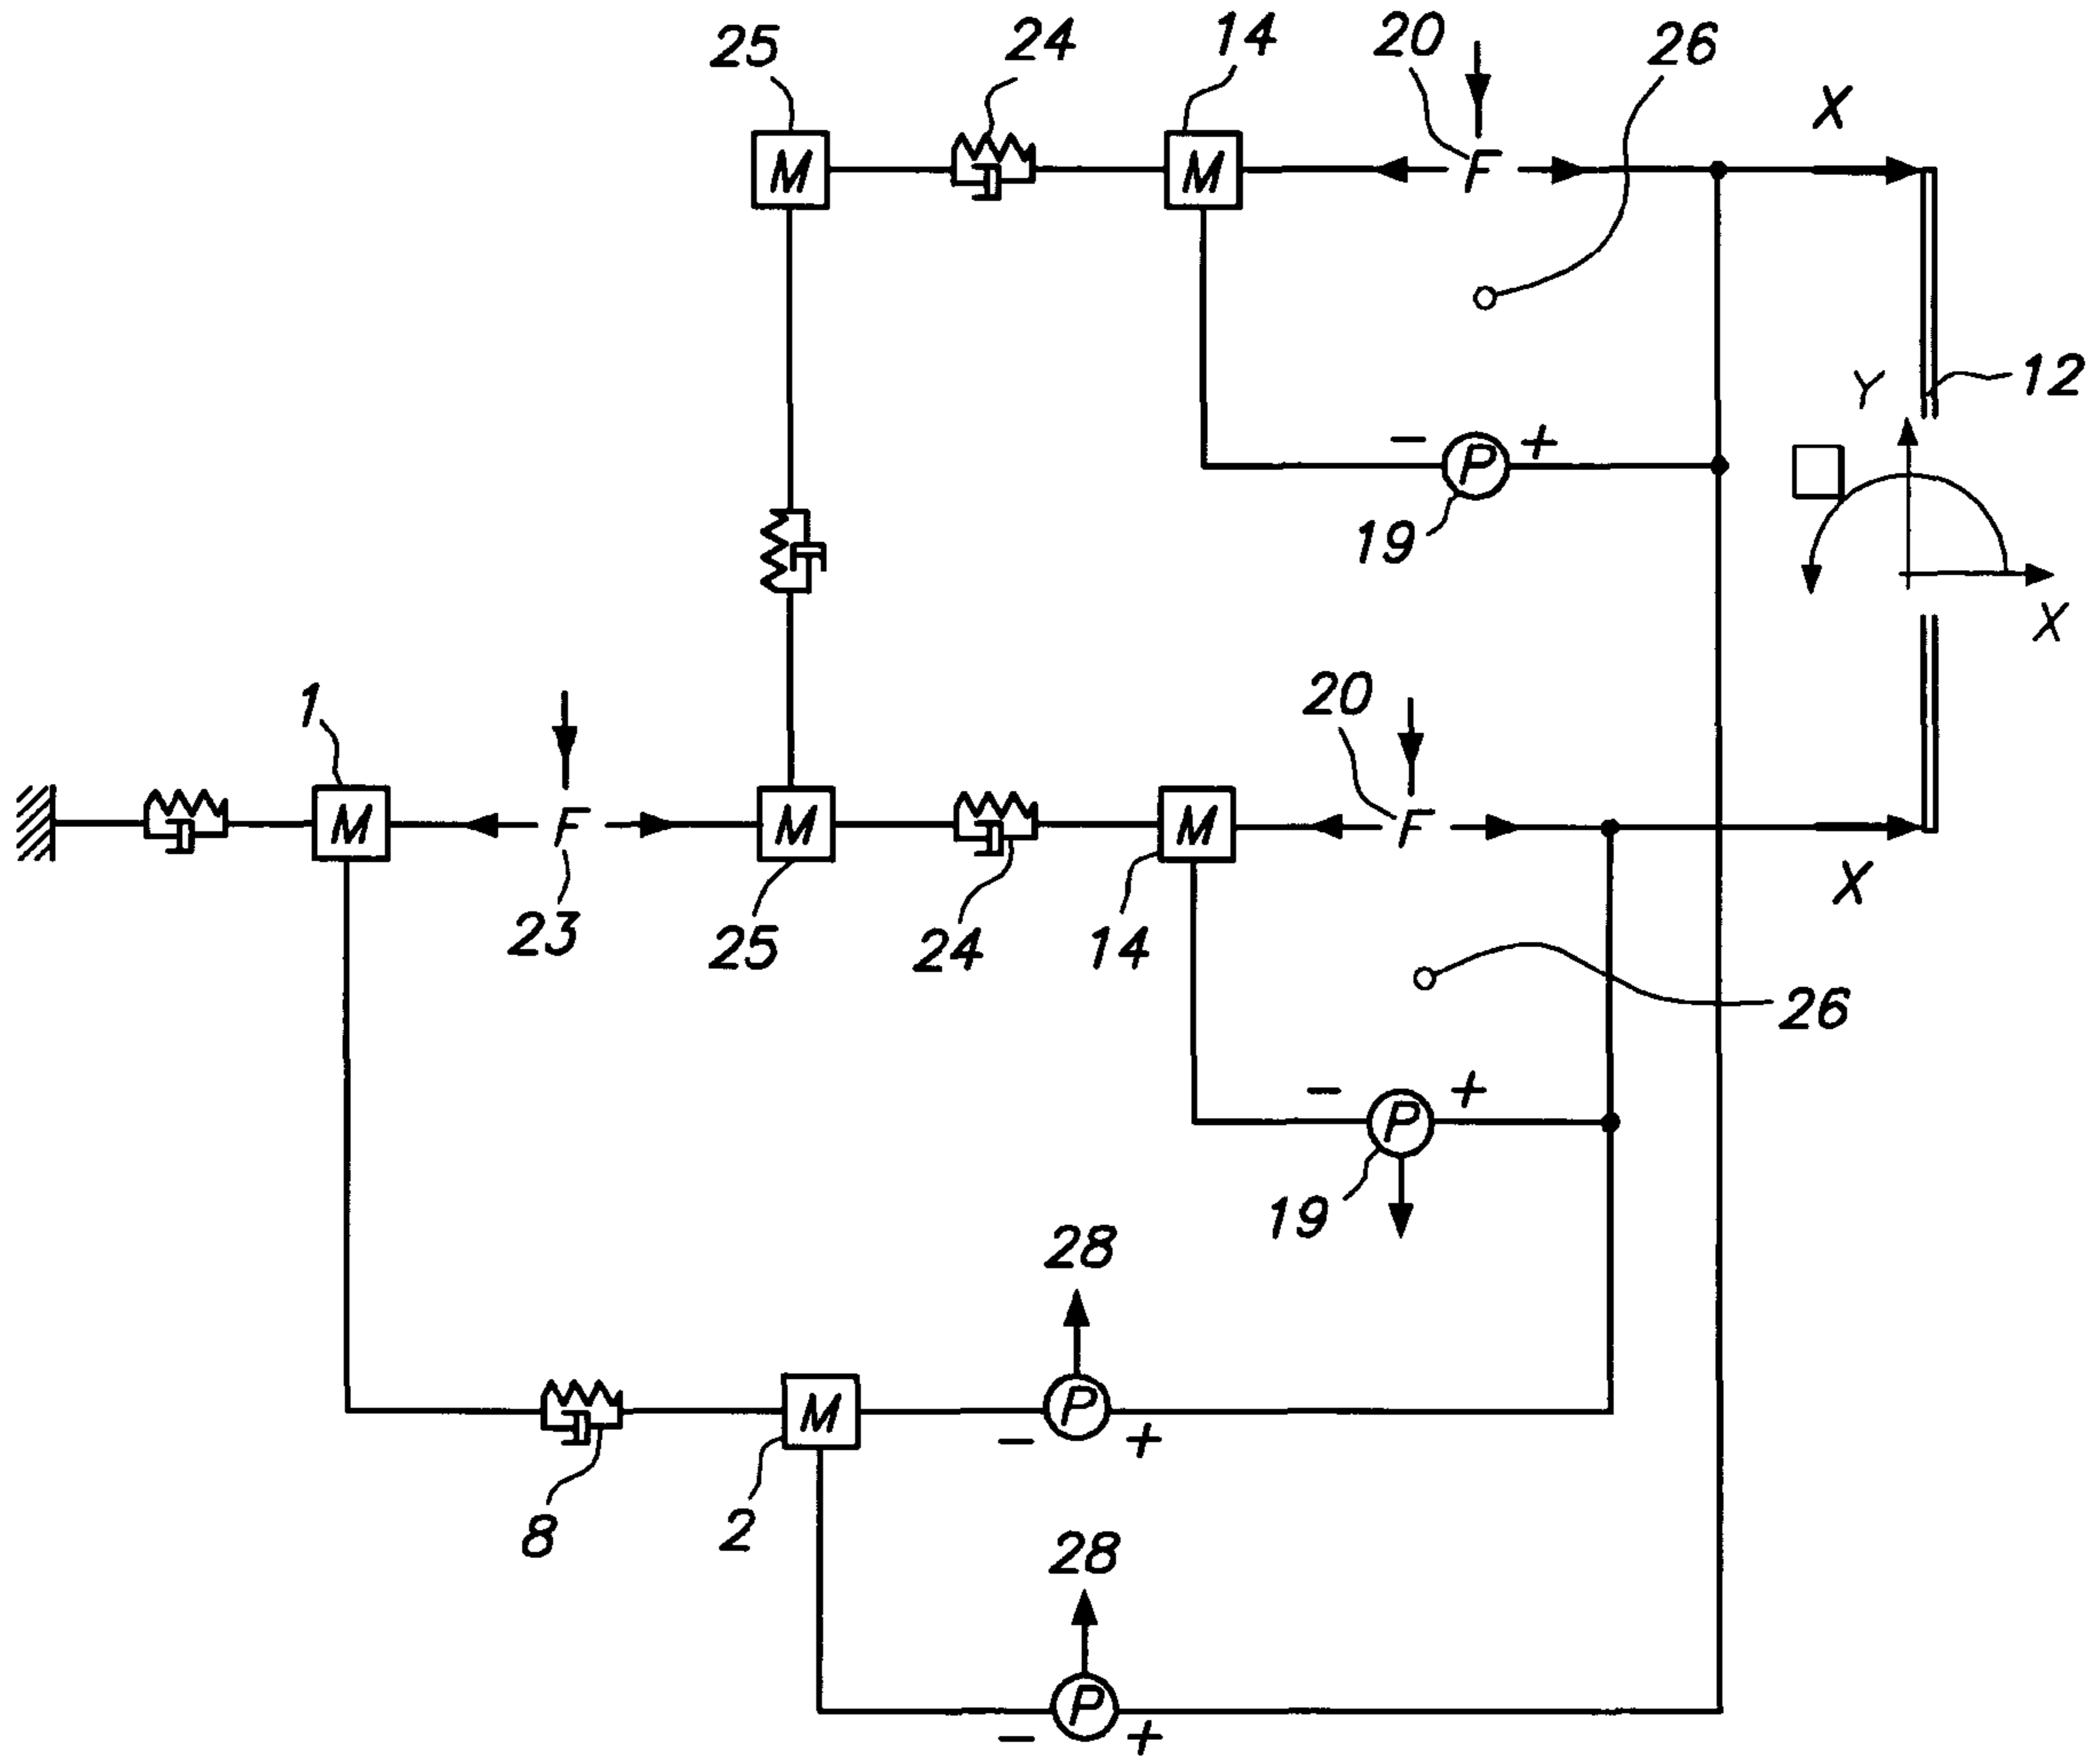 25 24 14 20 26
X
M M F
12
Y
− P +
19
X
20
1
M F M M F
X
23 25 24 14
26
− P +
19
28
M P
− +
8 2
28
P
− +